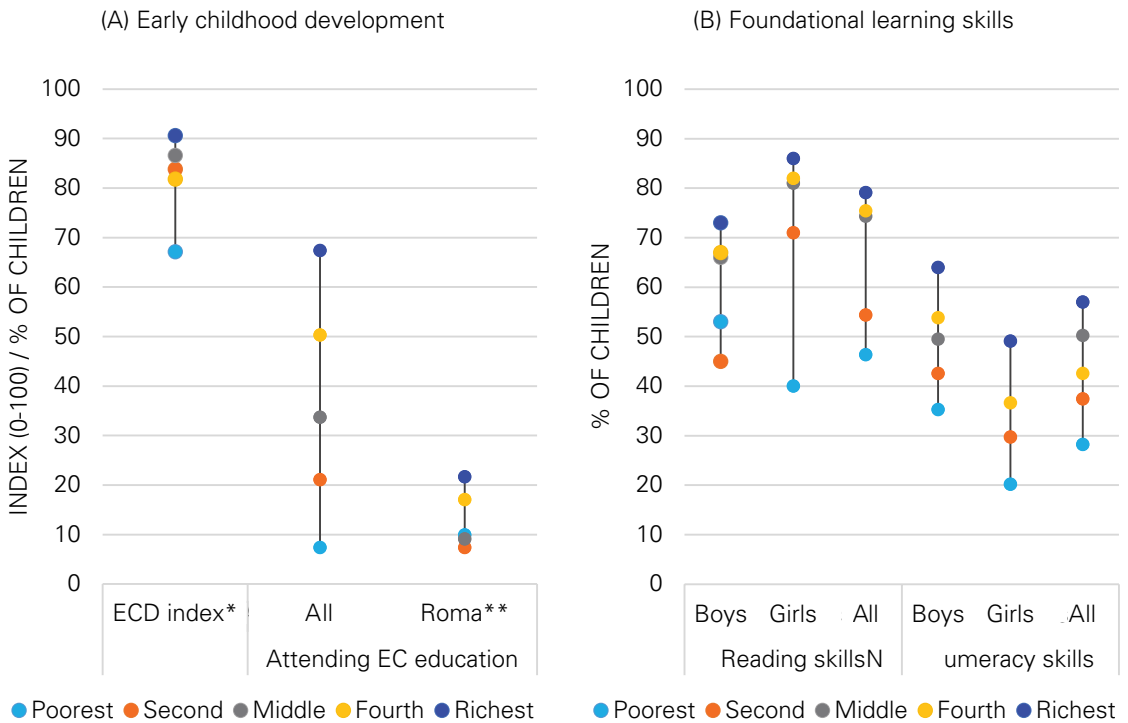 (A) Early childhood development
INDEX (0-100) / % OF CHILDREN
100
90
80
70
60
50
40
30
20
10
0
ECD index* All Roma**
Attending EC education
Poorest Second Middle Fourth Richest
(B) Foundational learning skills
% OF CHILDREN
100
90
80
70
60
50
40
30
20
10
0
Boys Girls All Boys Girls All
Reading skillsN umeracy skills
Poorest Second Middle Fourth Richest